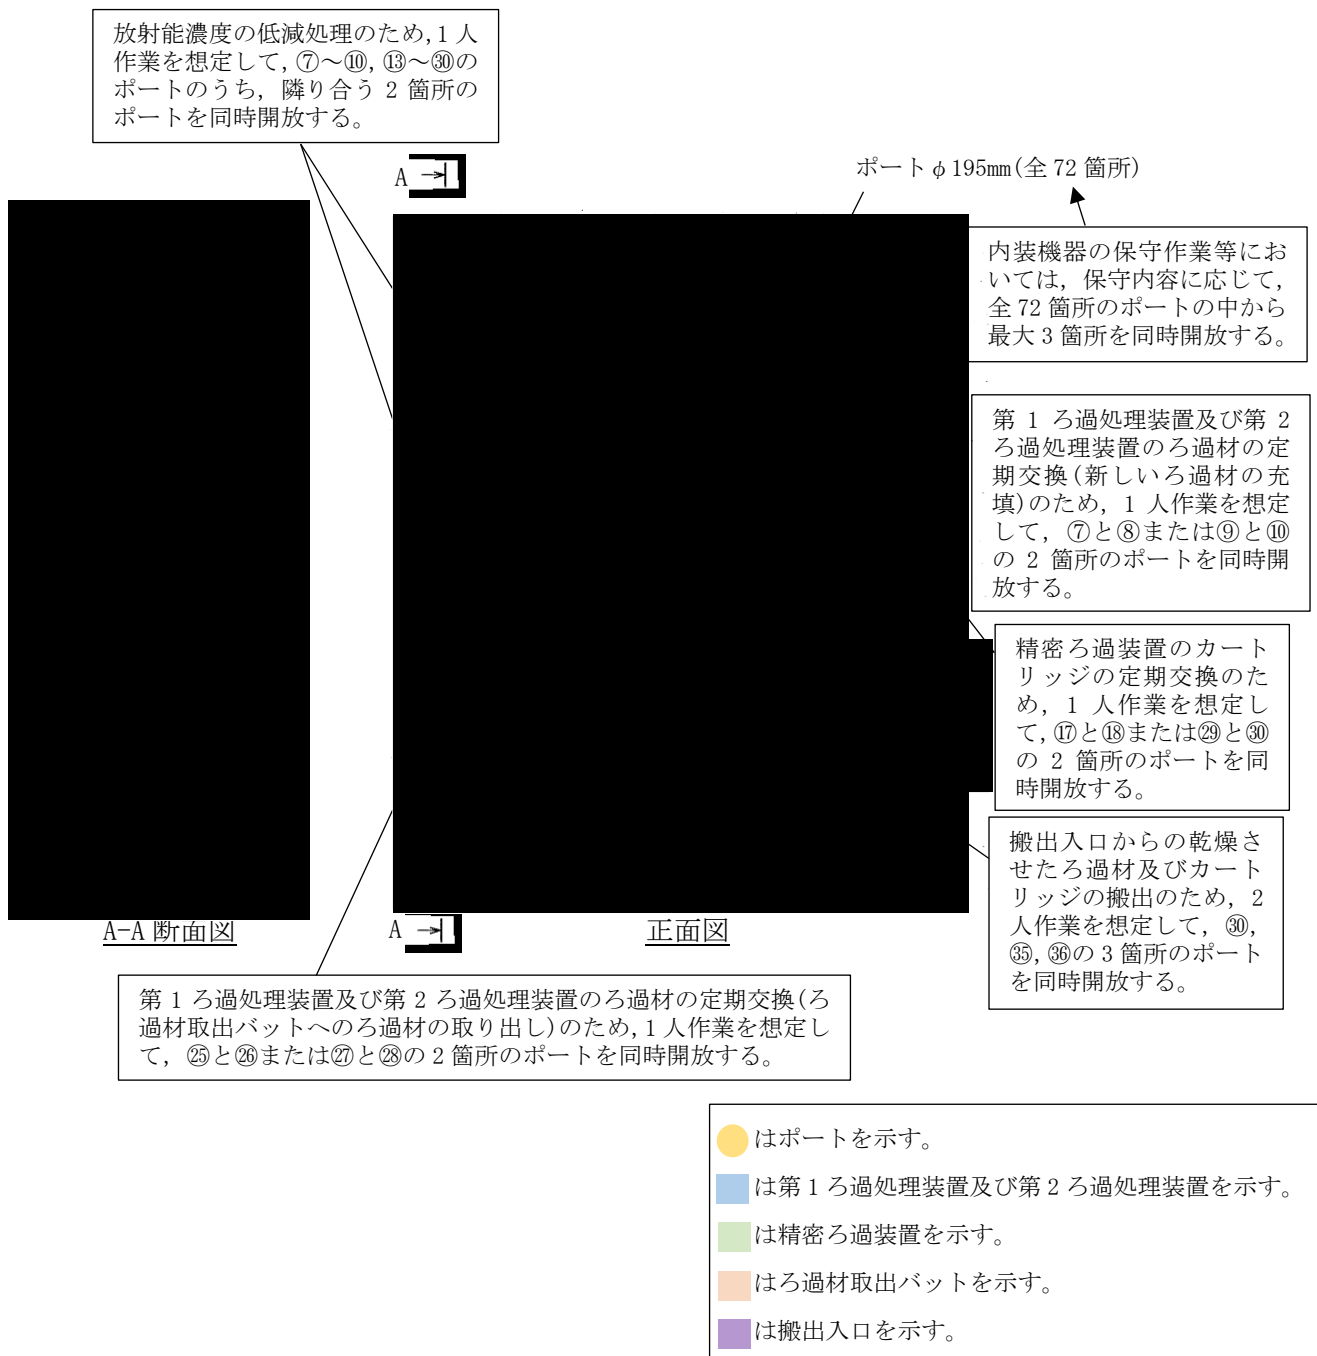 放射能濃度の低減処理のため,1人
作業を想定して,⑦～⑩,⑬～㉚の
ポートのうち，隣り合う2箇所の
ポートを同時開放する。
A
ポートφ195mm(全72箇所)
内装機器の保守作業等にお
いては，保守内容に応じて，
全72箇所のポートの中から
最大3箇所を同時開放する。
第1ろ過処理装置及び第2
ろ過処理装置のろ過材の定
期交換(新しいろ過材の充
填)のため，1人作業を想定
して，⑦と⑧または⑨と⑩
の2箇所のポートを同時開
放する。
精密ろ過装置のカート
リッジの定期交換のた
め，1人作業を想定し
て,⑰と⑱または㉙と㉚
の2箇所のポートを同
時開放する。
搬出入口からの乾燥さ
せたろ過材及びカート
リッジの搬出のため，2
人作業を想定して，㉚,
㉟,㊱の3箇所のポート
を同時開放する。
A-A断面図
A
正面図
第1ろ過処理装置及び第2ろ過処理装置のろ過材の定期交換(ろ
過材取出バットへのろ過材の取り出し)のため,1人作業を想定し
て，㉕と㉖または㉗と㉘の2箇所のポートを同時開放する。
はポートを示す。
は第1ろ過処理装置及び第2ろ過処理装置を示す。
は精密ろ過装置を示す。
はろ過材取出バットを示す。
は搬出入口を示す。